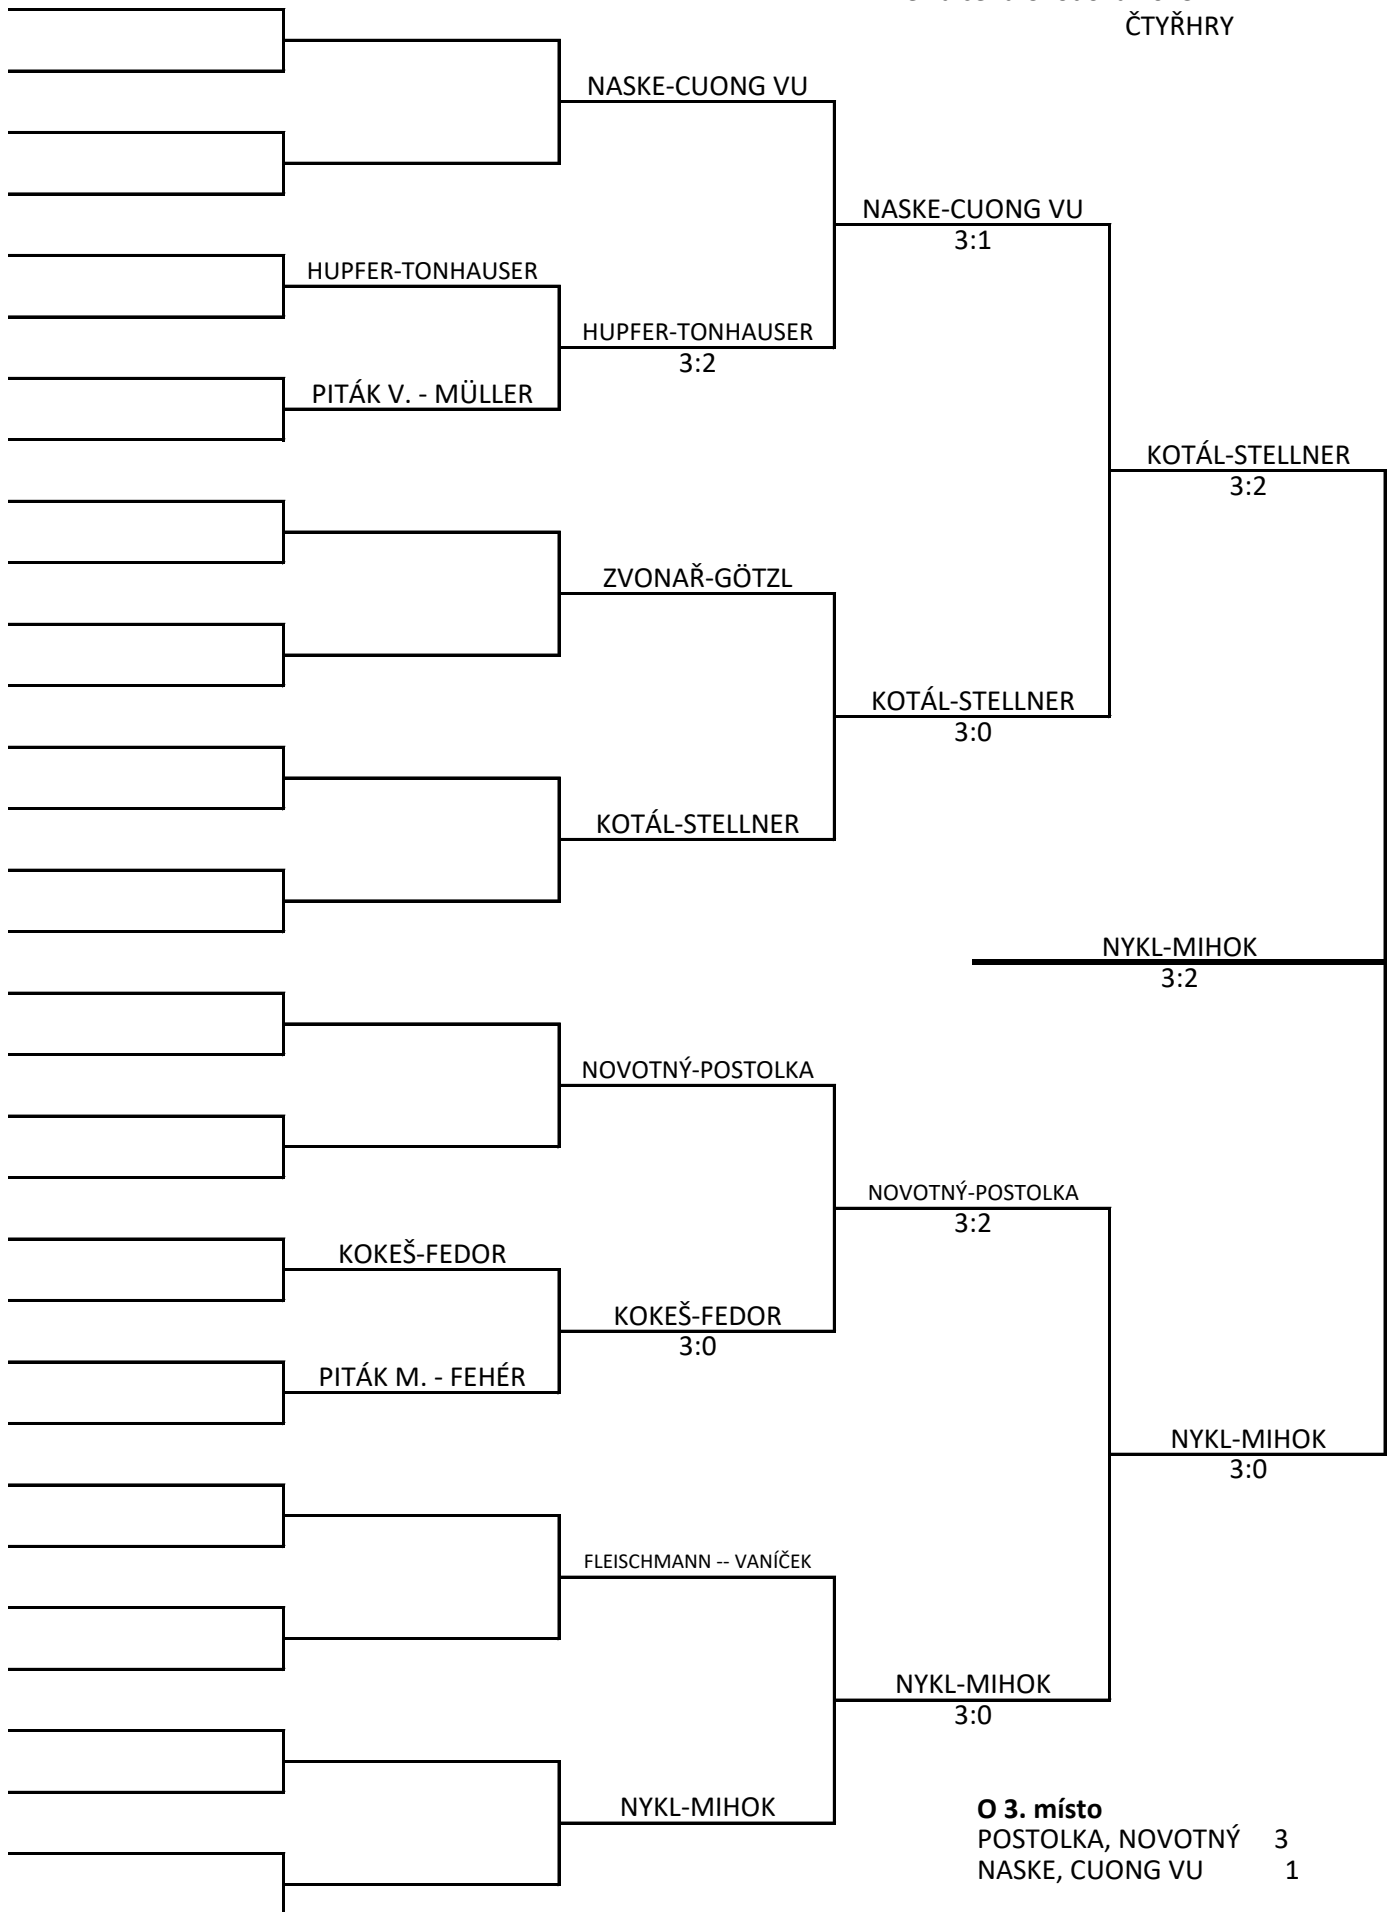 ČTYŘHRY
NASKE-CUONG VU
NASKE-CUONG VU
3:1
HUPFER-TONHAUSER
HUPFER-TONHAUSER
3:2
PITÁK V. - MÜLLER
KOTÁL-STELLNER
3:2
ZVONAŘ-GÖTZL
KOTÁL-STELLNER
3:0
KOTÁL-STELLNER
NYKL-MIHOK
3:2
NOVOTNÝ-POSTOLKA
NOVOTNÝ-POSTOLKA
3:2
KOKEŠ-FEDOR
KOKEŠ-FEDOR
3:0
PITÁK M. - FEHÉR
NYKL-MIHOK
3:0
FLEISCHMANN -- VANÍČEK
NYKL-MIHOK
3:0
NYKL-MIHOK
O 3. místo
POSTOLKA, NOVOTNÝ 3
NASKE, CUONG VU 1